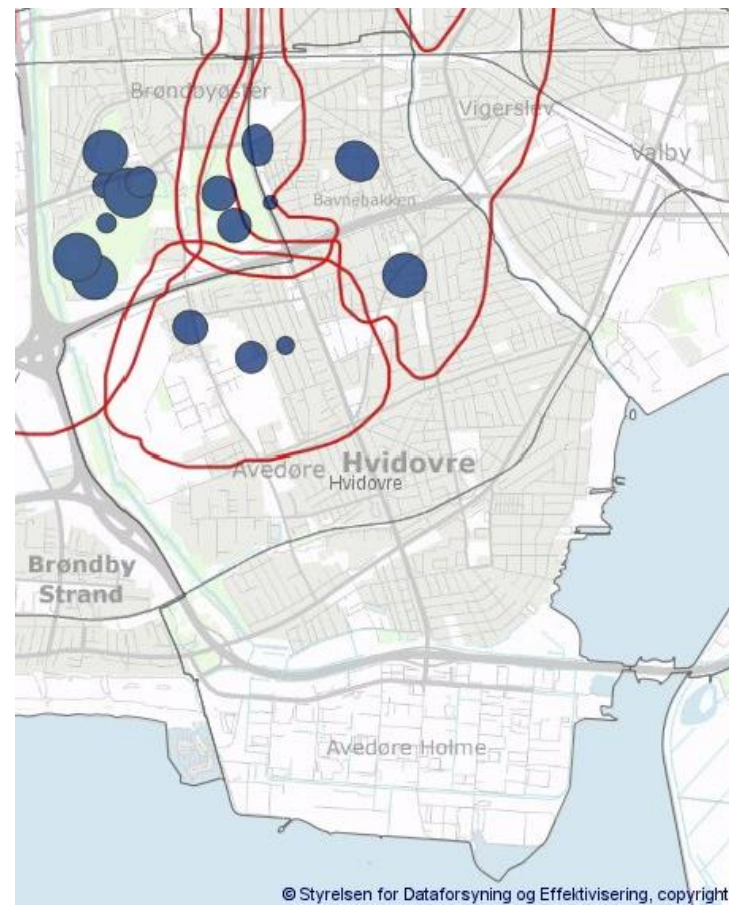 Brøndbyøster
Vigerslev
Valby
Bavnebakken
Avedøre
Hvidovre
Hvidovre
Brøndby
Strand
Avedøre Holme
© Styrelsen for Dataforsyning og Effektivisering, copyright